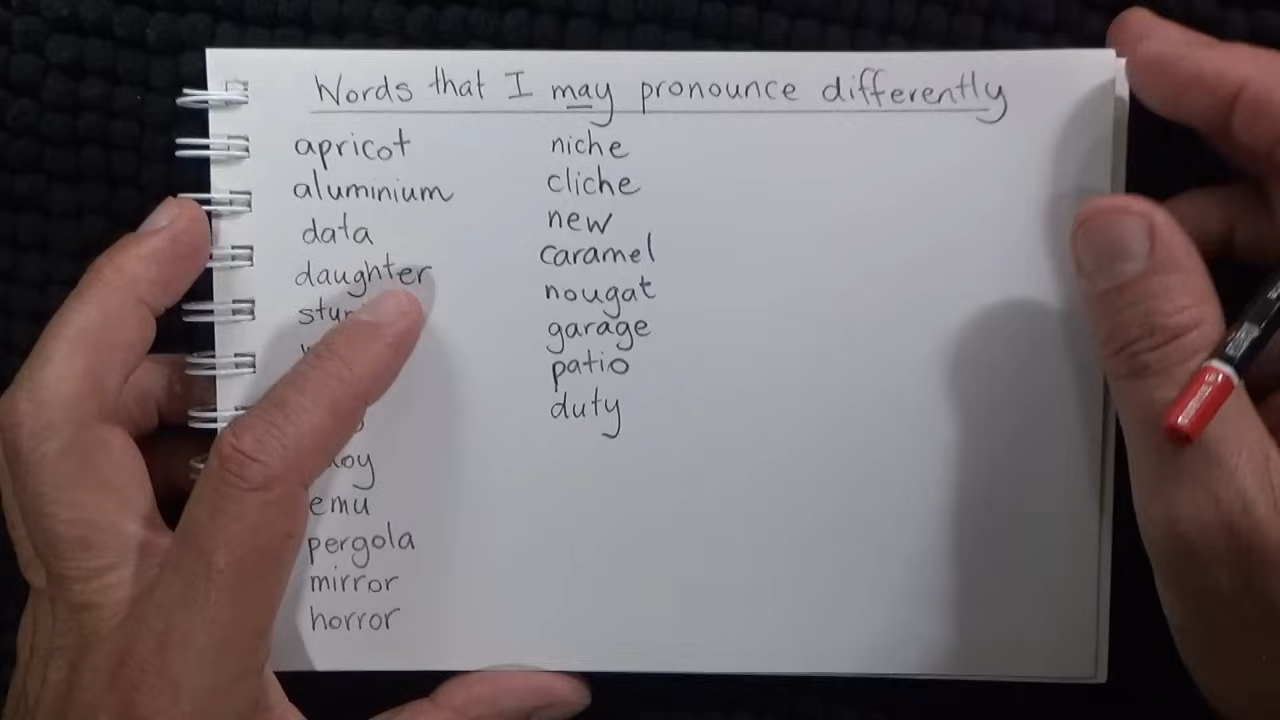 Words that I may pronounce differently
apricot
aluminium
data
daughter
emu
pergola
mirror
horror
niche
cliche
new
caramel
nougat
garage
patio
duty